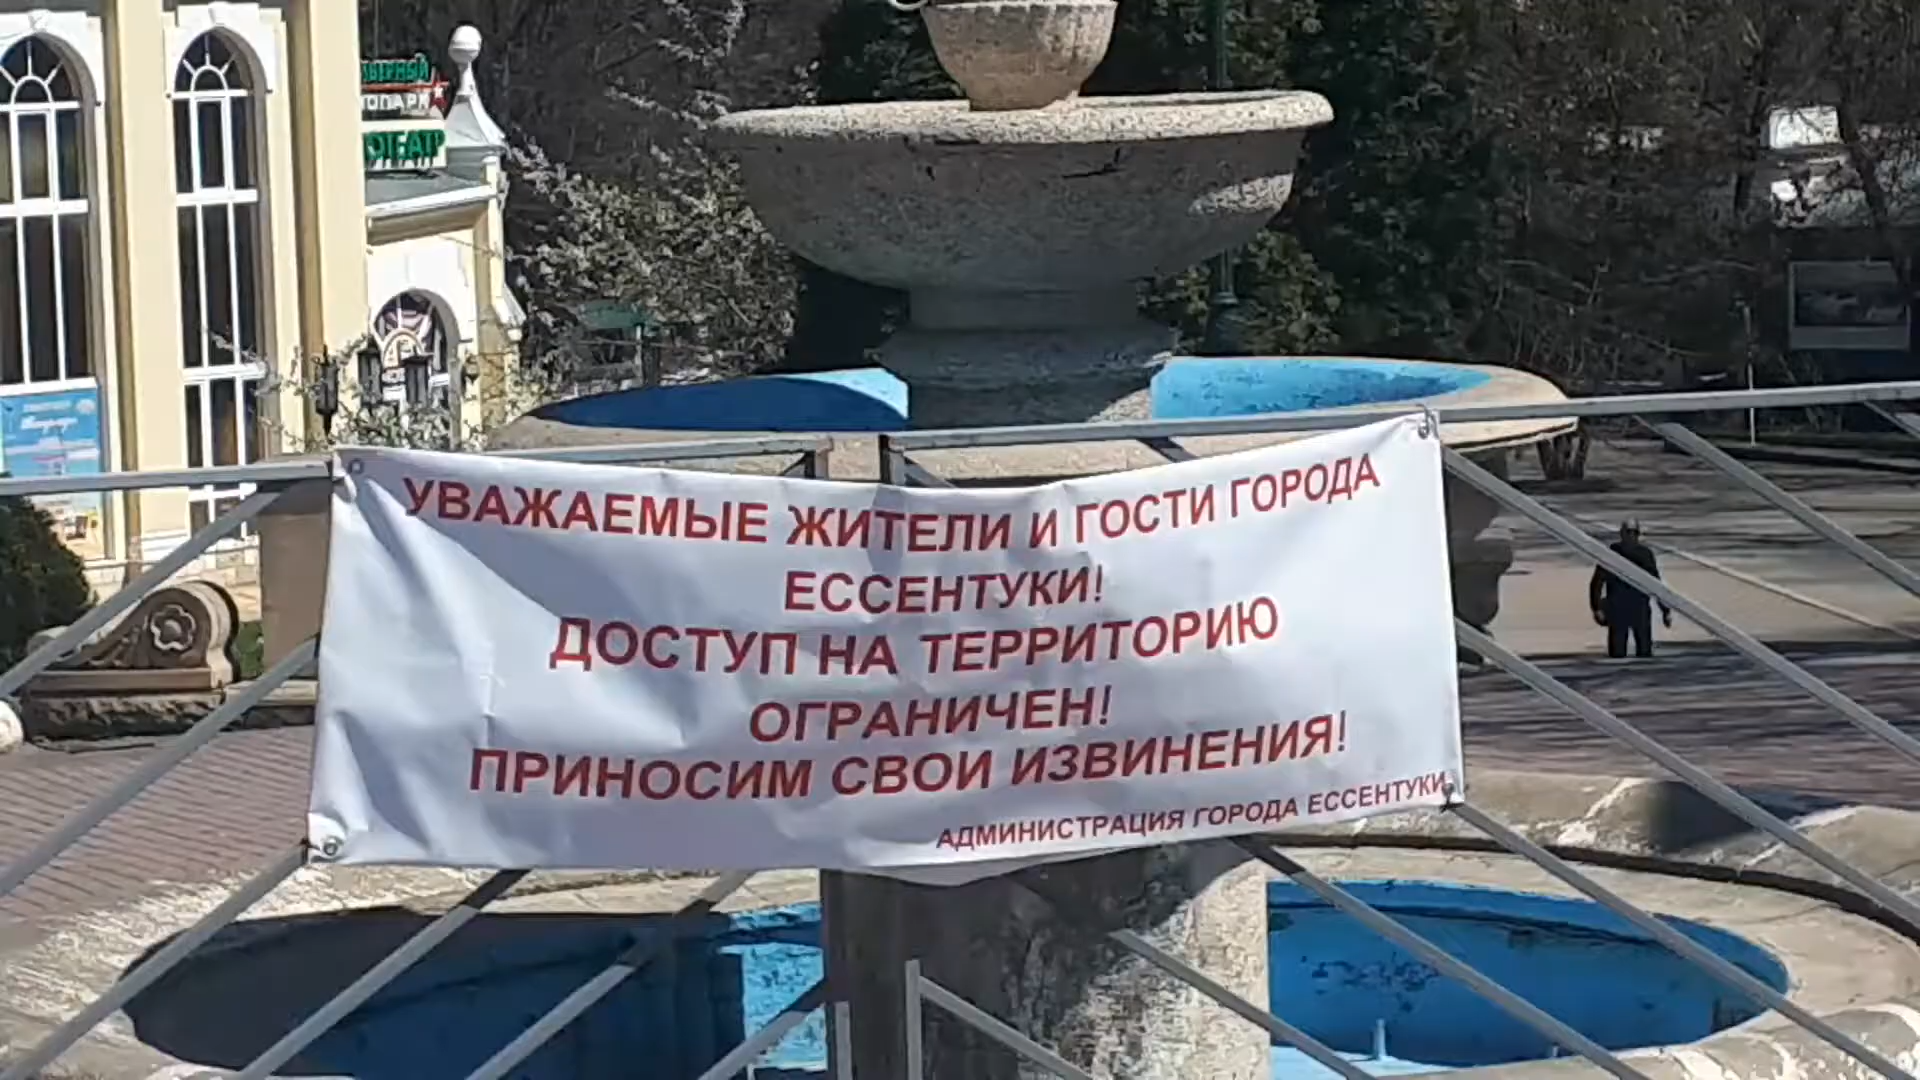 УВАЖАЕМЫЕ ЖИТЕЛИ И ГОСТИ ГОРОДА
ЕССЕНТУКИ!
ДОСТУП НА ТЕРРИТОРИЮ
ОГРАНИЧЕН!
ПРИНОСИМ СВОИ ИЗВИНЕНИЯ!
АДМИНИСТРАЦИЯ ГОРОДА ЕССЕНТУКИ